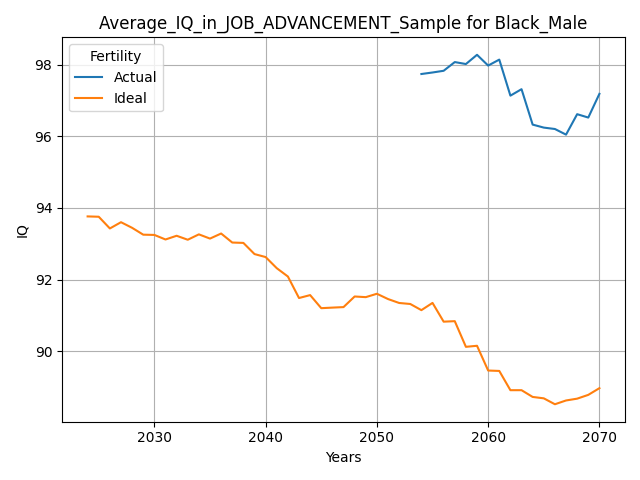 Average_IQ_in_JOB_ADVANCEMENT_Sample for Black_Male
Fertility
Actual
Ideal
98
96
94
92
90
IQ
2030
2040
2050
2060
2070
Years